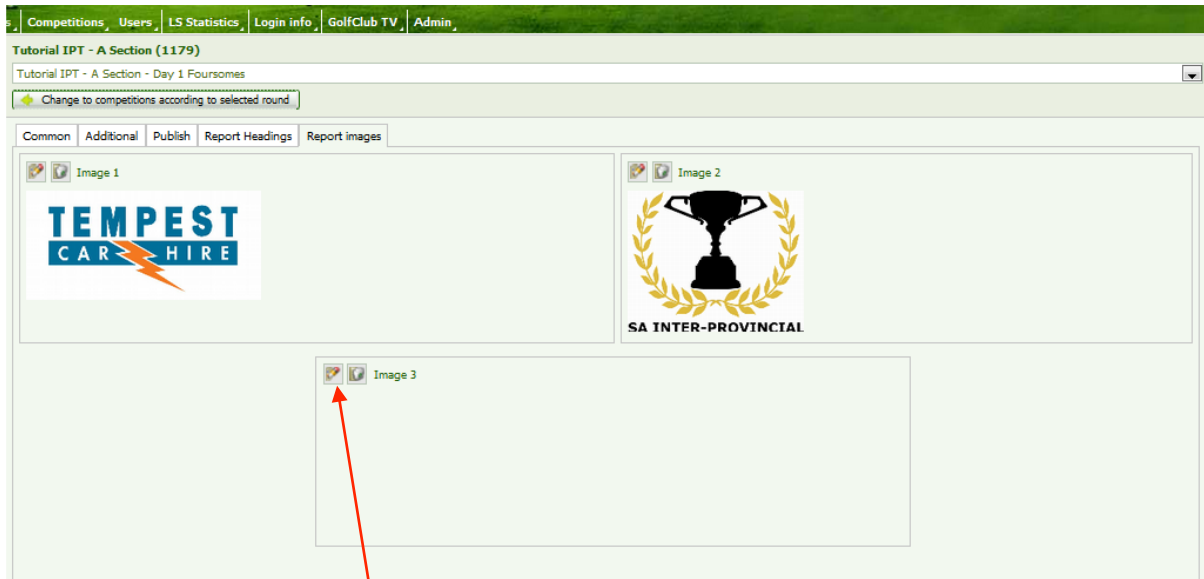 s Competitions Users LS Statistics Login info GolfClub TV Admin
Tutorial IPT - A Section (1179)
Tutorial IPT - A Section - Day 1 Foursomes
Change to competitions according to selected round
Common Additional Publish Report Headings Report images
Image 1
Image 2
TEMPEST
CAR HIRE
SA INTER-PROVINCIAL
Image 3